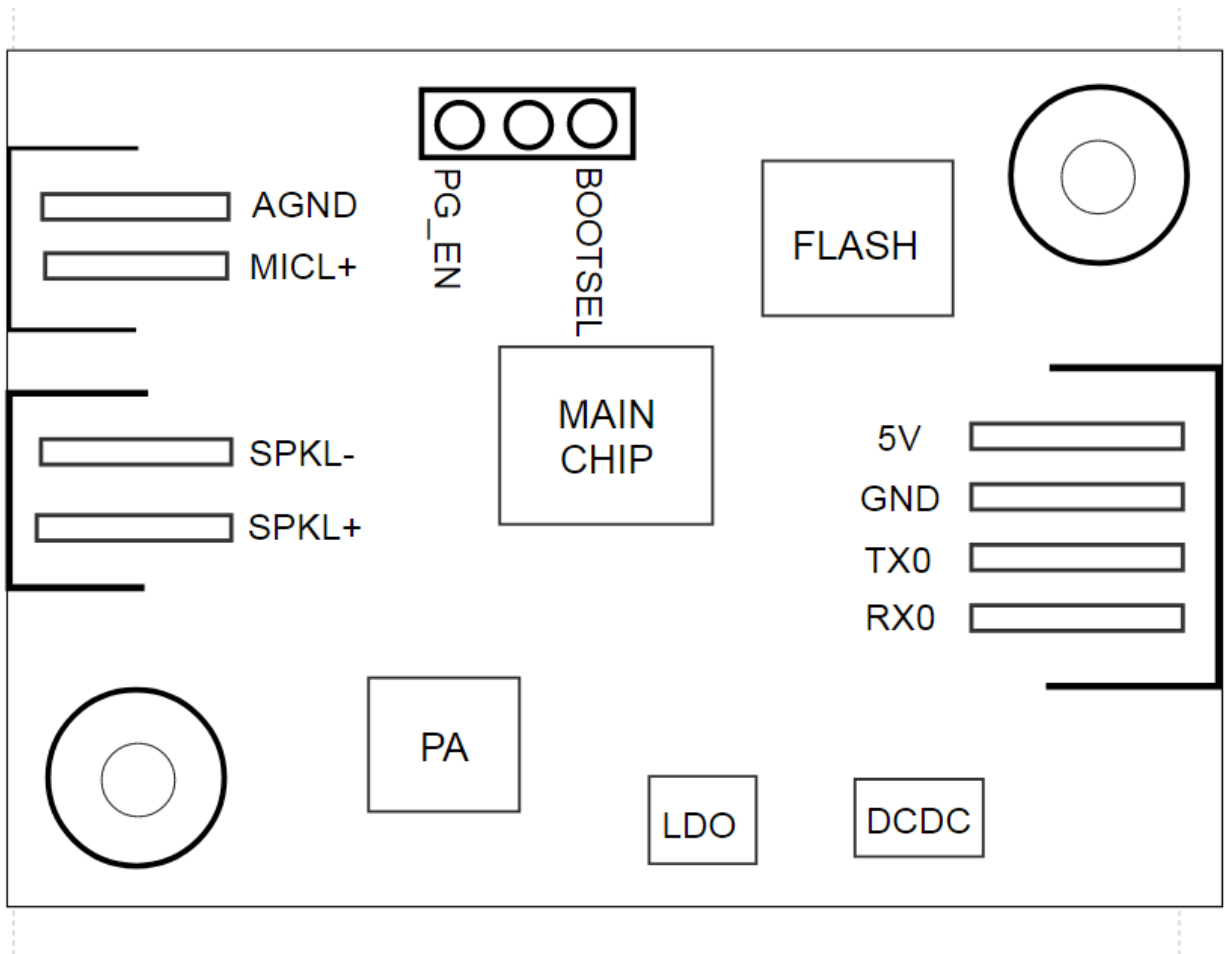 AGND
MICL+
PG_EN
BOOTSEL
FLASH
SPKL-
SPKL+
MAIN
CHIP
5V
GND
TX0
RX0
PA
LDO
DCDC